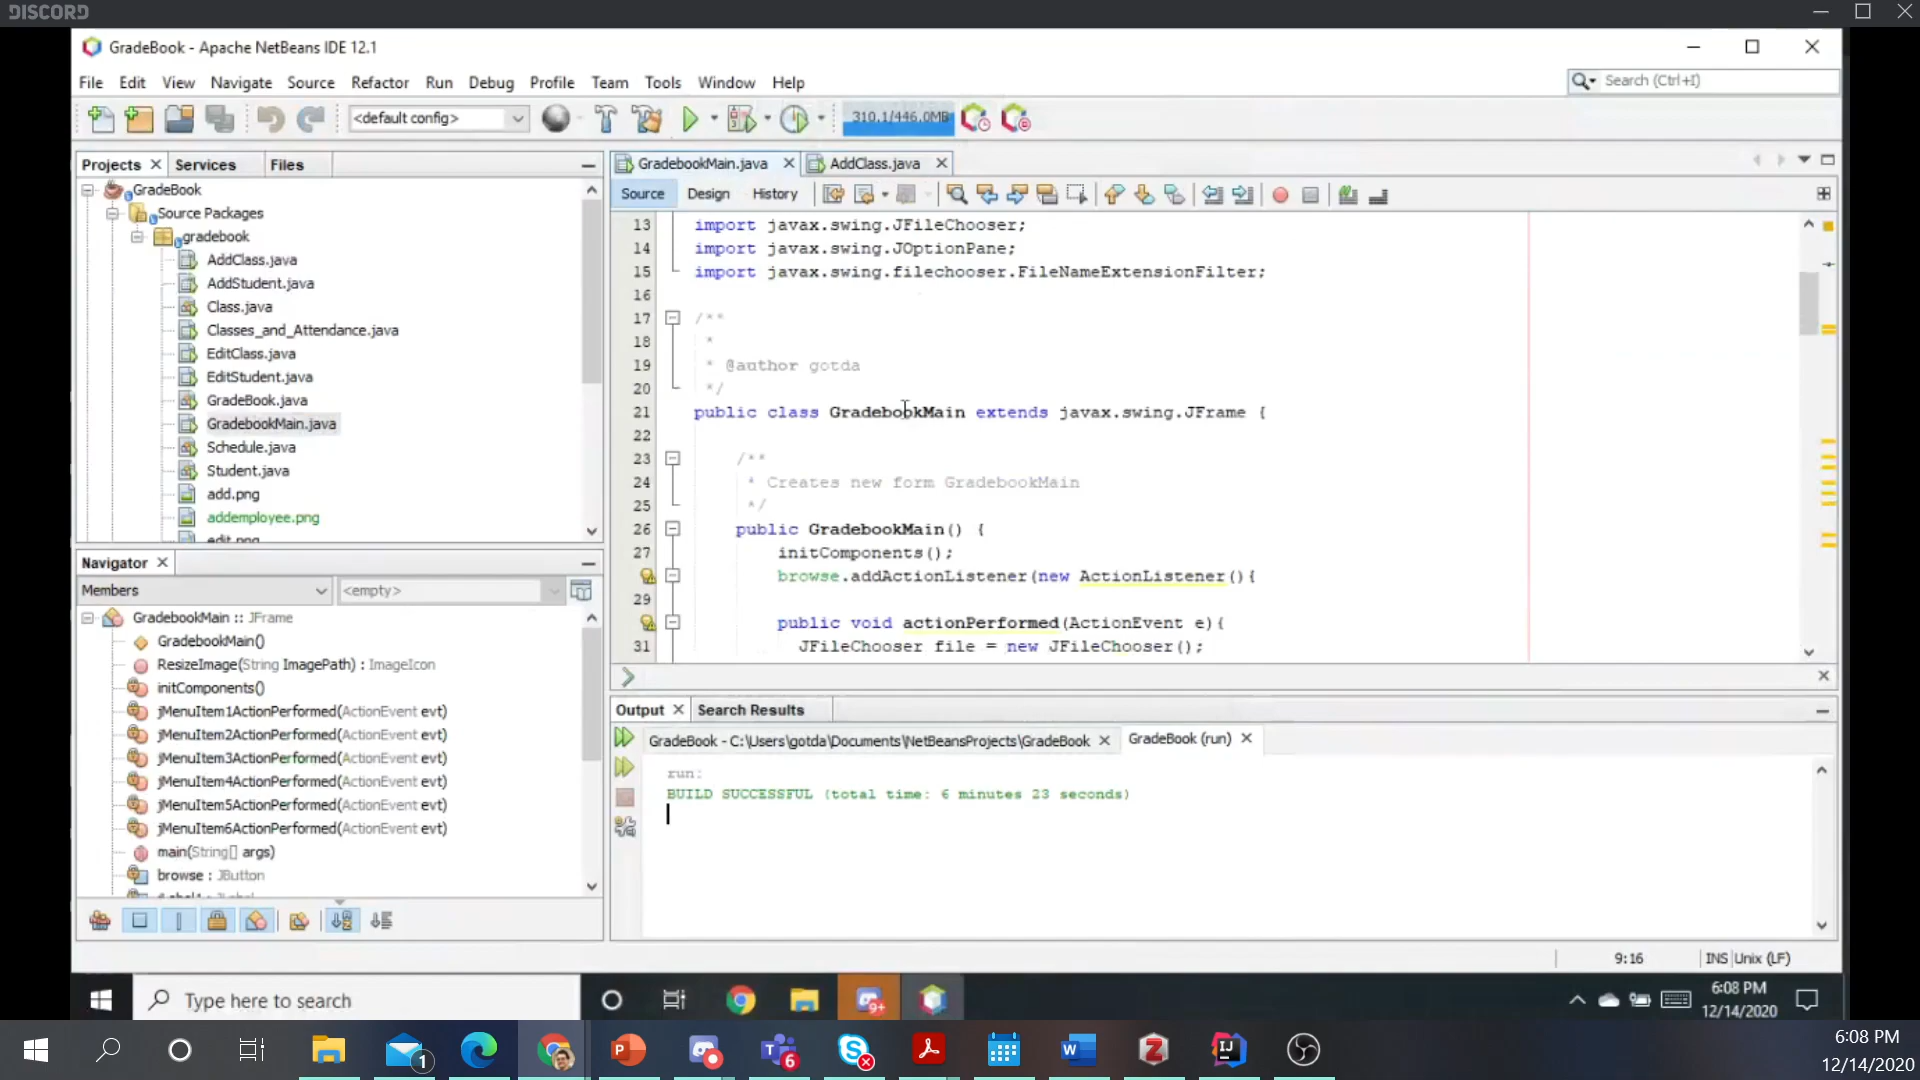 DISCORD
GradeBook - Apache NetBeans IDE 12.1
File Edit View Navigate Source Refactor Run Debug Profile Team Tools Window Help
Search (Ctrl+I)
<default config>
310.1/446.0MB
Projects Services Files
GradeBook
Source Packages
gradebook
AddClass.java
AddStudent.java
Class.java
Classes_and_Attendance.java
EditClass.java
EditStudent.java
GradeBook.java
GradebookMain.java
Schedule.java
Student.java
add.png
addemployee.png
edit.png
Navigator
Members
<empty>
GradebookMain :: JFrame
GradebookMain()
ResizeImage(String ImagePath) : ImageIcon
initComponents()
jMenuItem1ActionPerformed(ActionEvent evt)
jMenuItem2ActionPerformed(ActionEvent evt)
jMenuItem3ActionPerformed(ActionEvent evt)
jMenuItem4ActionPerformed(ActionEvent evt)
jMenuItem5ActionPerformed(ActionEvent evt)
jMenuItem6ActionPerformed(ActionEvent evt)
main(String[] args)
browse : JButton
GradebookMain.java AddClass.java
Source Design History
13 import javax.swing.JFileChooser;
14 import javax.swing.JOptionPane;
15 import javax.swing.filechooser.FileNameExtensionFilter;
16
17 /**
18 *
19 * @author gotda
20 */
21 public class GradebookMain extends javax.swing.JFrame {
22
23 /**
24 * Creates new form GradebookMain
25 */
26 public GradebookMain() {
27 initComponents();
browse.addActionListener(new ActionListener(){
29
public void actionPerformed(ActionEvent e){
31 JFileChooser file = new JFileChooser();
Output Search Results
GradeBook - C:\Users\gotda\Documents\NetBeansProjects\GradeBook GradeBook (run)
run:
BUILD SUCCESSFUL (total time: 6 minutes 23 seconds)
9:16 INS Unix (LF)
Type here to search
9+
6:08 PM
12/14/2020
1
6
6:08 PM
12/14/2020